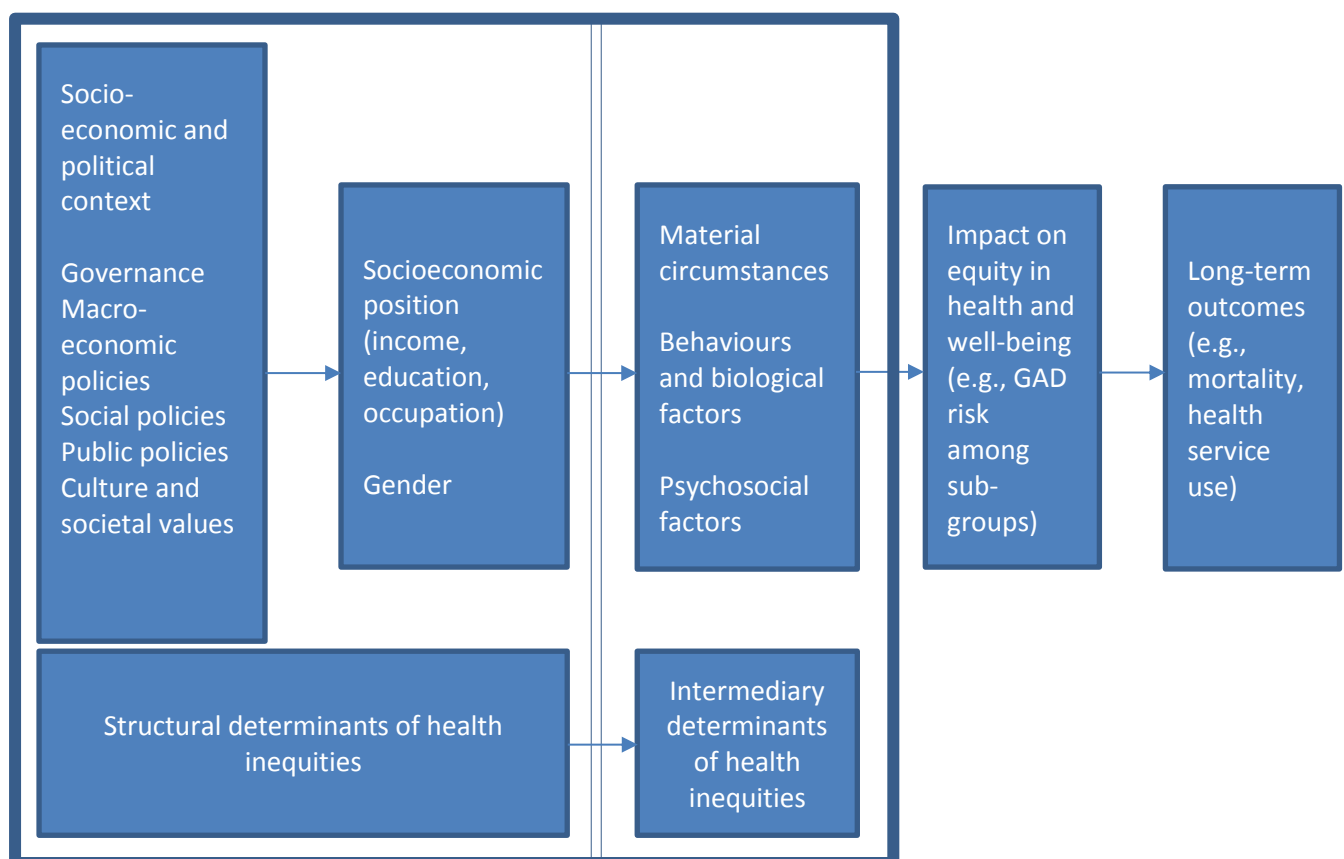 Socio-
economic and
political
context
Governance
Macro-
economic
policies
Social policies
Public policies
Culture and
societal values
Socioeconomic
position
(income,
education,
occupation)
Gender
Material
circumstances
Behaviours
and biological
factors
Psychosocial
factors
Impact on
equity in
health and
well-being
(e.g., GAD
risk
among
sub-
groups)
Long-term
outcomes
(e.g.,
mortality,
health
service
use)
Structural determinants of health
inequities
Intermediary
determinants
of health
inequities